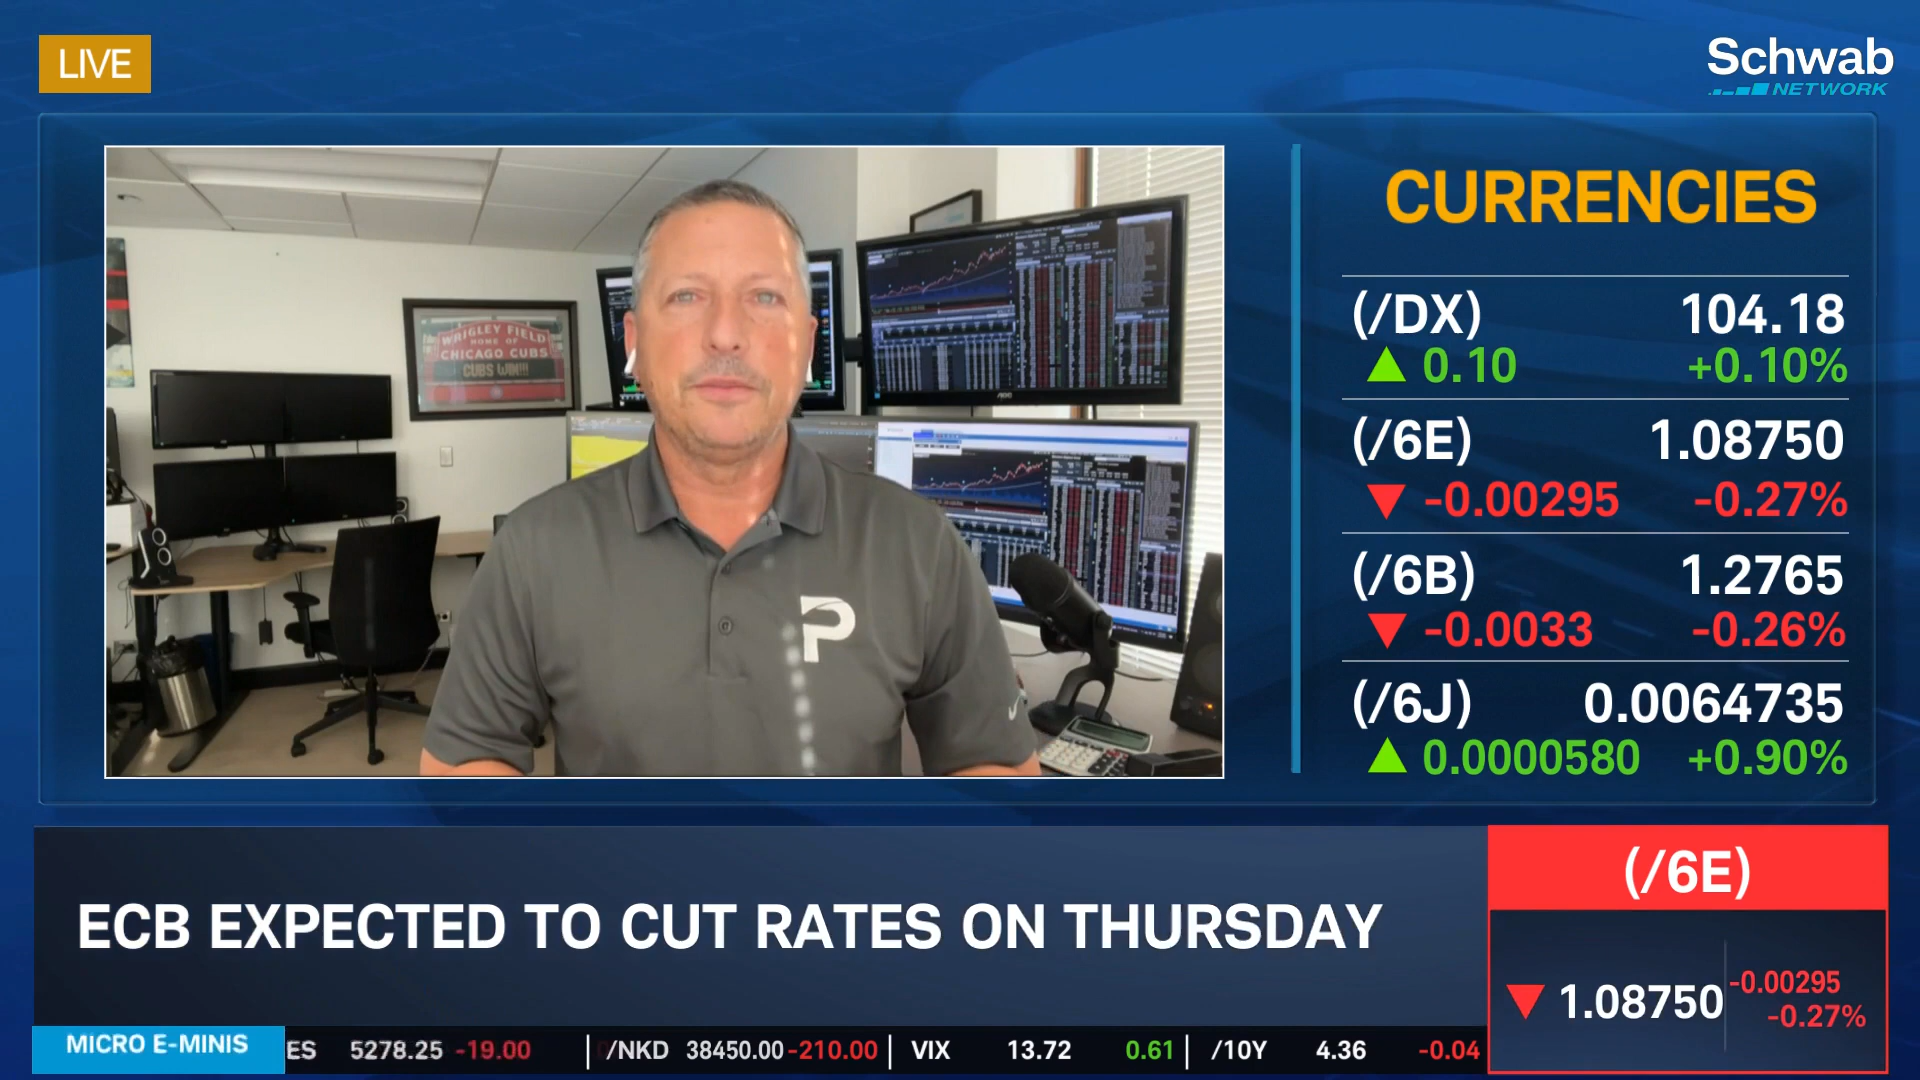 LIVE
Schwab
NETWORK
WRIGLEY FIELD
HOME OF
CHICAGO CUBS
CUBS WIN!!!
P
CURRENCIES
(/DX) 104.18
▲ 0.10 +0.10%
(/6E) 1.08750
▼ -0.00295 -0.27%
(/6B) 1.2765
▼ -0.0033 -0.26%
(/6J) 0.0064735
▲ 0.0000580 +0.90%
ECB EXPECTED TO CUT RATES ON THURSDAY
(/6E)
▼ 1.08750 -0.00295
-0.27%
MICRO E-MINIS ES 5278.25 -19.00 | /NKD 38450.00 -210.00 | VIX 13.72 0.61 | /10Y 4.36 -0.04